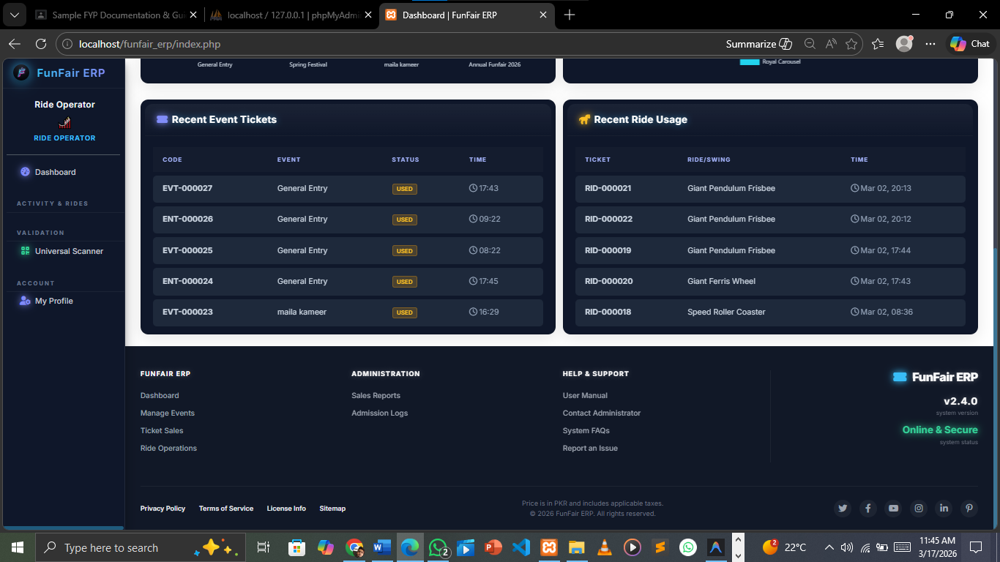 Sample FYP Documentation & Gui
localhost / 127.0.0.1 | phpMyAdmi
Dashboard | FunFair ERP
localhost/funfair_erp/index.php
Summarize
Chat
FunFair ERP
Ride Operator
RIDE OPERATOR
Dashboard
ACTIVITY & RIDES
VALIDATION
Universal Scanner
ACCOUNT
My Profile
General Entry
Spring Festival
maila kameer
Annual Funfair 2026
Royal Carousel
Recent Event Tickets
CODE EVENT STATUS TIME
EVT-000027 General Entry USED 17:43
ENT-000026 General Entry USED 09:22
EVT-000025 General Entry USED 08:22
ENT-000024 General Entry USED 17:45
EVT-000023 maila kameer USED 16:29
Recent Ride Usage
TICKET RIDE/SWING TIME
RID-000021 Giant Pendulum Frisbee Mar 02, 20:13
RID-000022 Giant Pendulum Frisbee Mar 02, 20:12
RID-000019 Giant Pendulum Frisbee Mar 02, 17:44
RID-000020 Giant Ferris Wheel Mar 02, 17:43
RID-000018 Speed Roller Coaster Mar 02, 08:36
FUNFAIR ERP
Dashboard
Manage Events
Ticket Sales
Ride Operations
ADMINISTRATION
Sales Reports
Admission Logs
HELP & SUPPORT
User Manual
Contact Administrator
System FAQs
Report an Issue
FunFair ERP
v2.4.0
system version
Online & Secure
system status
Privacy Policy
Terms of Service
License Info
Sitemap
Price is in PKR and includes applicable taxes.
© 2026 FunFair ERP. All rights reserved.
Type here to search
2
2
22°C
11:45 AM
3/17/2026